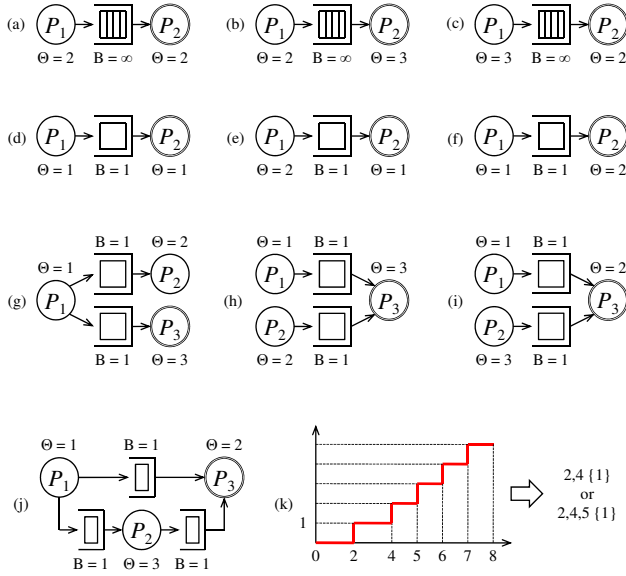 (a) P₁ P₂ (b) P₁ P₂ (c) P₁ P₂
Θ = 2 B = ∞ Θ = 2 Θ = 2 B = ∞ Θ = 3 Θ = 3 B = ∞ Θ = 2
(d) P₁ P₂ (e) P₁ P₂ (f) P₁ P₂
Θ = 1 B = 1 Θ = 1 Θ = 2 B = 1 Θ = 1 Θ = 1 B = 1 Θ = 2
B = 1 Θ = 2 Θ = 1 B = 1 Θ = 1 B = 1
Θ = 1 P₂ P₁ Θ = 3 P₁ Θ = 2
(g) P₁ (h) P₃ (i) P₃
P₃ P₂ P₂
B = 1 Θ = 3 Θ = 2 B = 1 Θ = 3 B = 1
Θ = 1 B = 1 Θ = 2
P₁ P₃
(j) P₂
B = 1 Θ = 3 B = 1
(k)
1
0 2 4 5 6 7 8
2,4 {1}
or
2,4,5 {1}